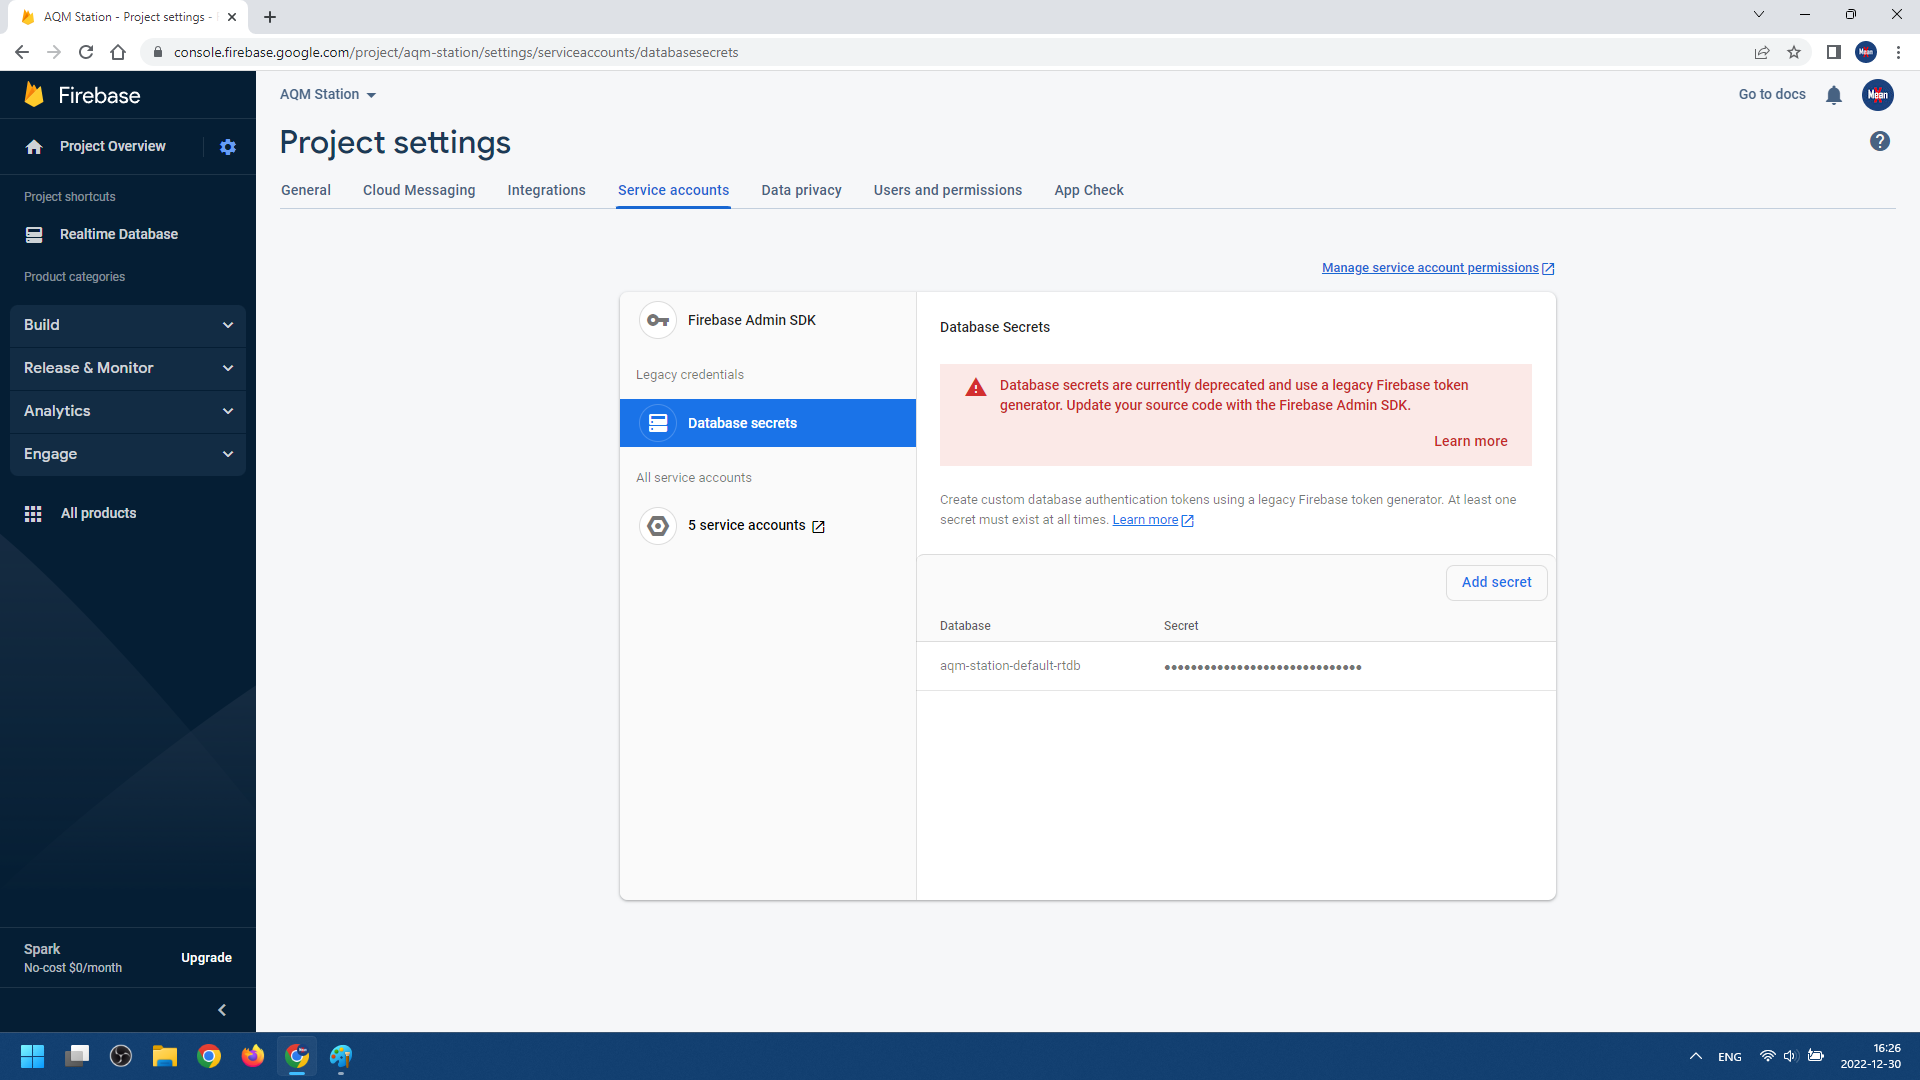 AQM Station - Project settings -
console.firebase.google.com/project/aqm-station/settings/serviceaccounts/databasesecrets
Mean
Firebase
AQM Station
Go to docs
Mean
Project Overview
Project settings
Project shortcuts
General
Cloud Messaging
Integrations
Service accounts
Data privacy
Users and permissions
App Check
Realtime Database
Product categories
Build
Release & Monitor
Analytics
Engage
All products
Manage service account permissions
Firebase Admin SDK
Legacy credentials
Database secrets
All service accounts
5 service accounts
Database Secrets
Database secrets are currently deprecated and use a legacy Firebase token
generator. Update your source code with the Firebase Admin SDK.
Learn more
Create custom database authentication tokens using a legacy Firebase token generator. At least one
secret must exist at all times. Learn more
Add secret
Database
Secret
aqm-station-default-rtdb
••••••••••••••••••••••••••••••
Spark
No-cost $0/month
Upgrade
ENG
16:26
2022-12-30